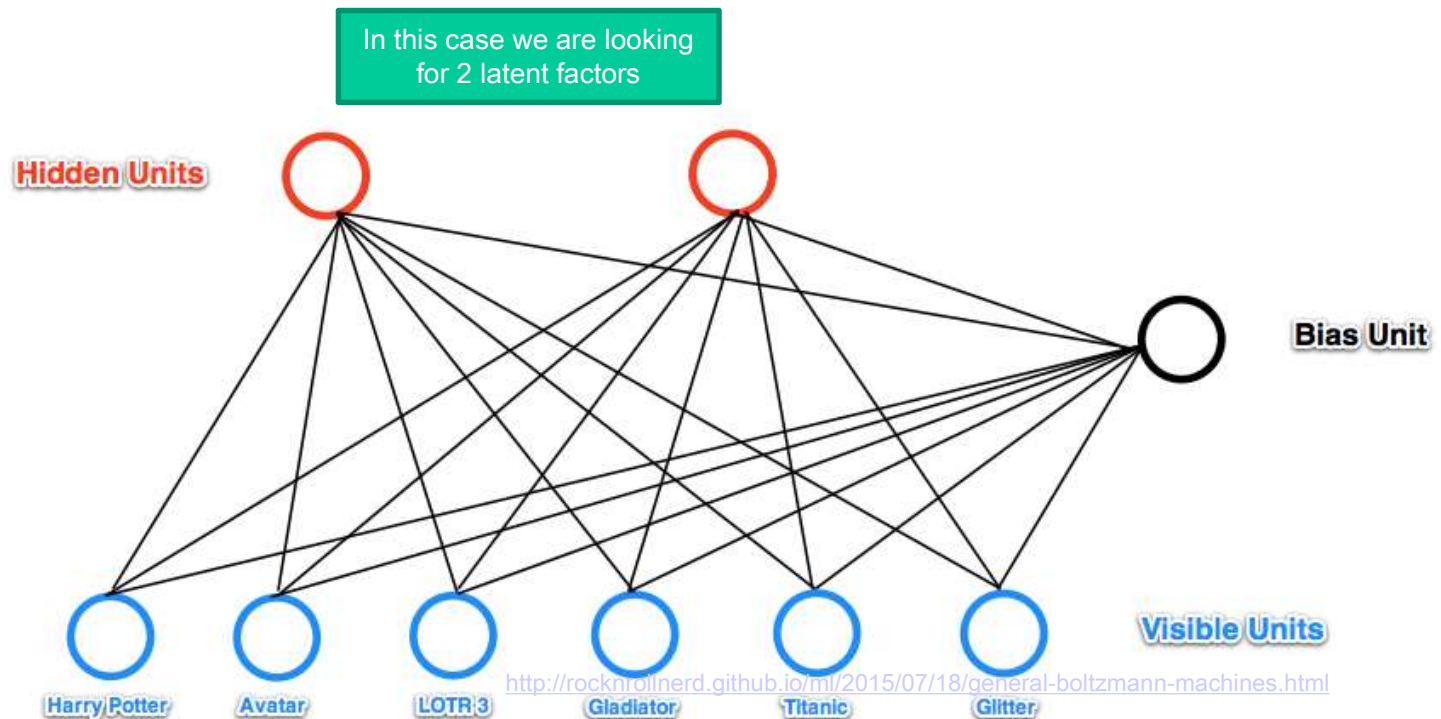 In this case we are looking
for 2 latent factors
Hidden Units
Bias Unit
Visible Units
http://rocknrollnerd.github.io/ml/2015/07/18/general-boltzmann-machines.html
Harry Potter
Avatar
LOTR 3
Gladiator
Titanic
Glitter